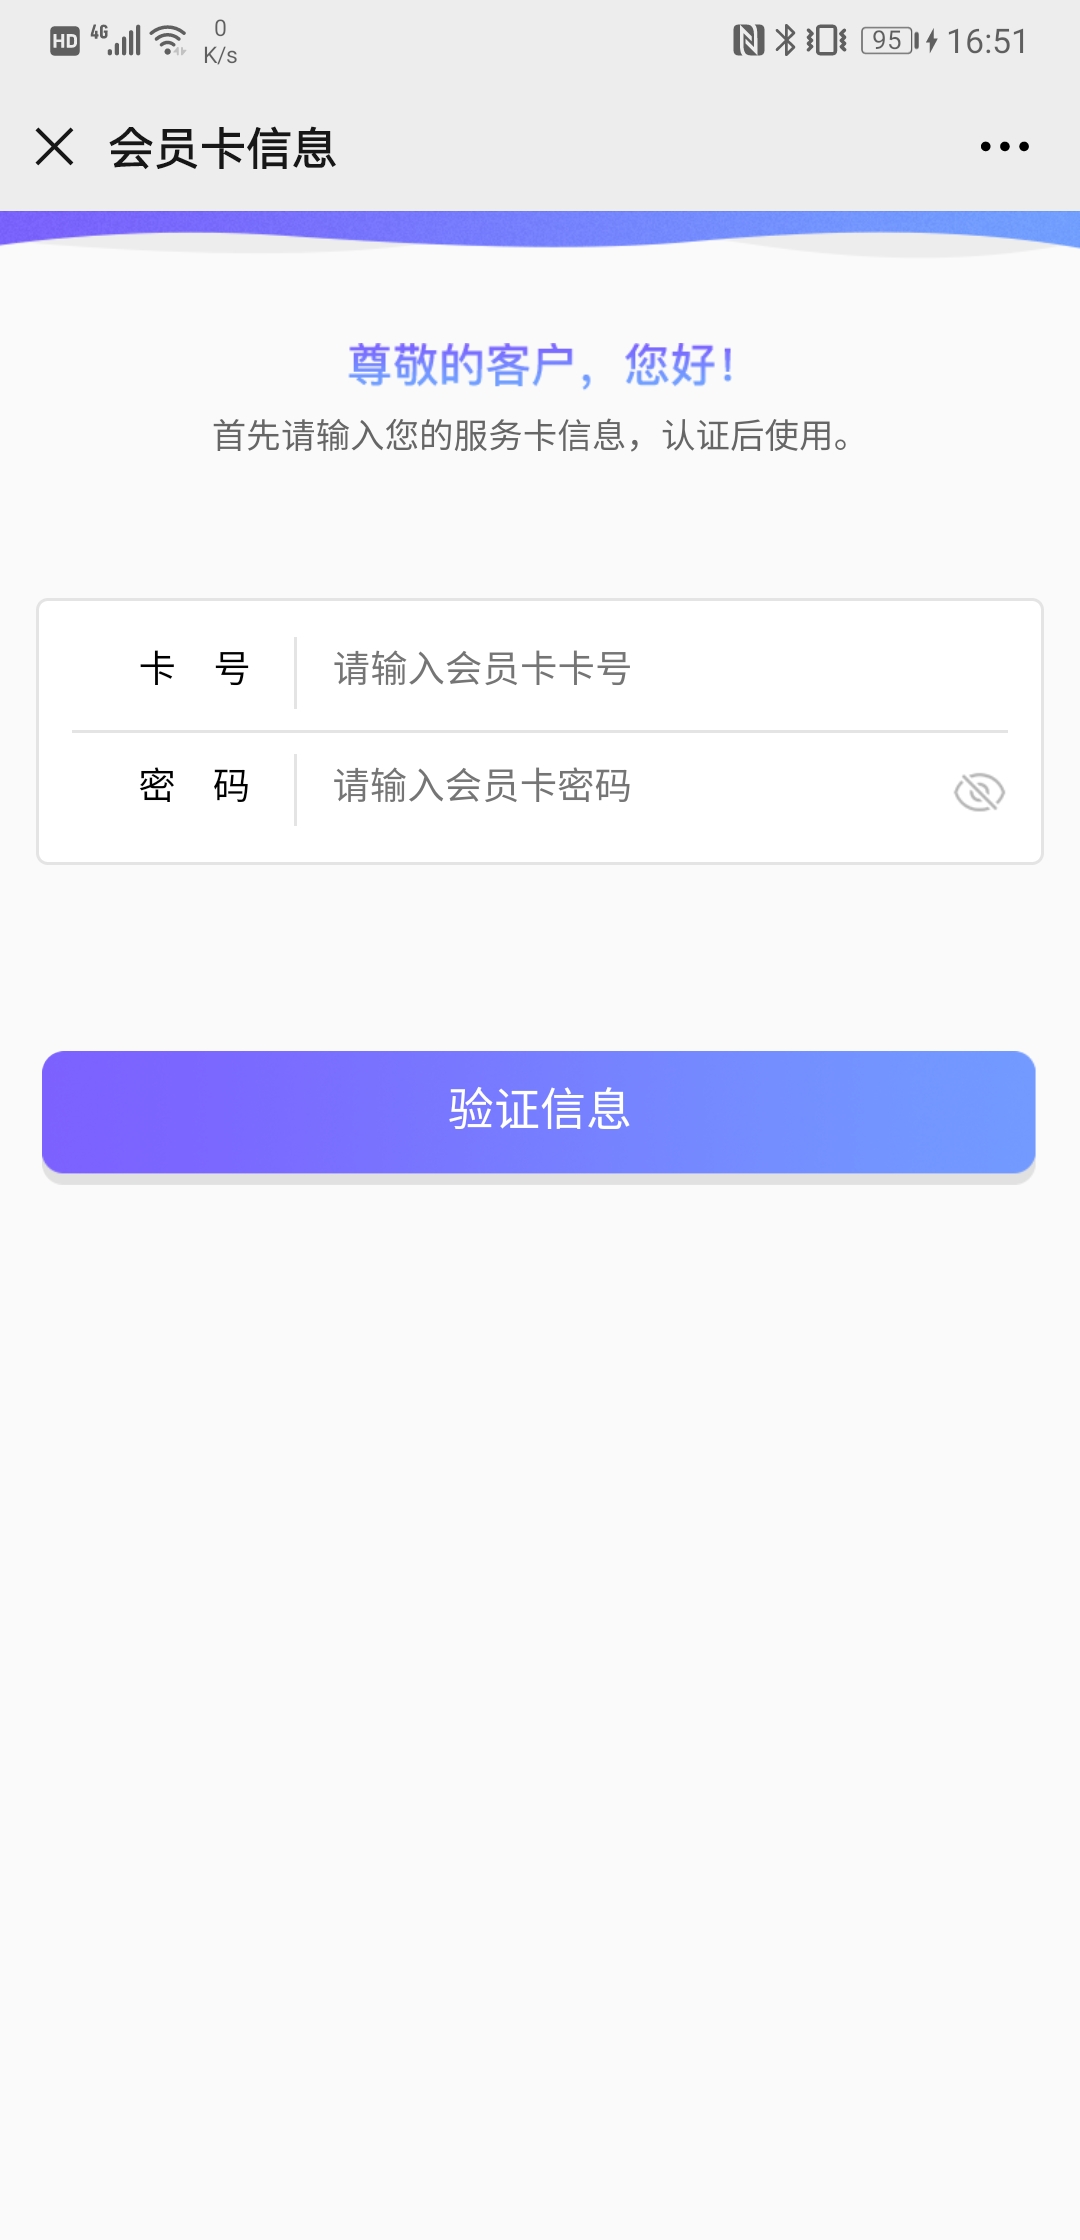 HD 4G 0 K/s 95 16:51
会员卡信息
尊敬的客户，您好！
首先请输入您的服务卡信息，认证后使用。
卡 号 请输入会员卡卡号
密 码 请输入会员卡密码
验证信息